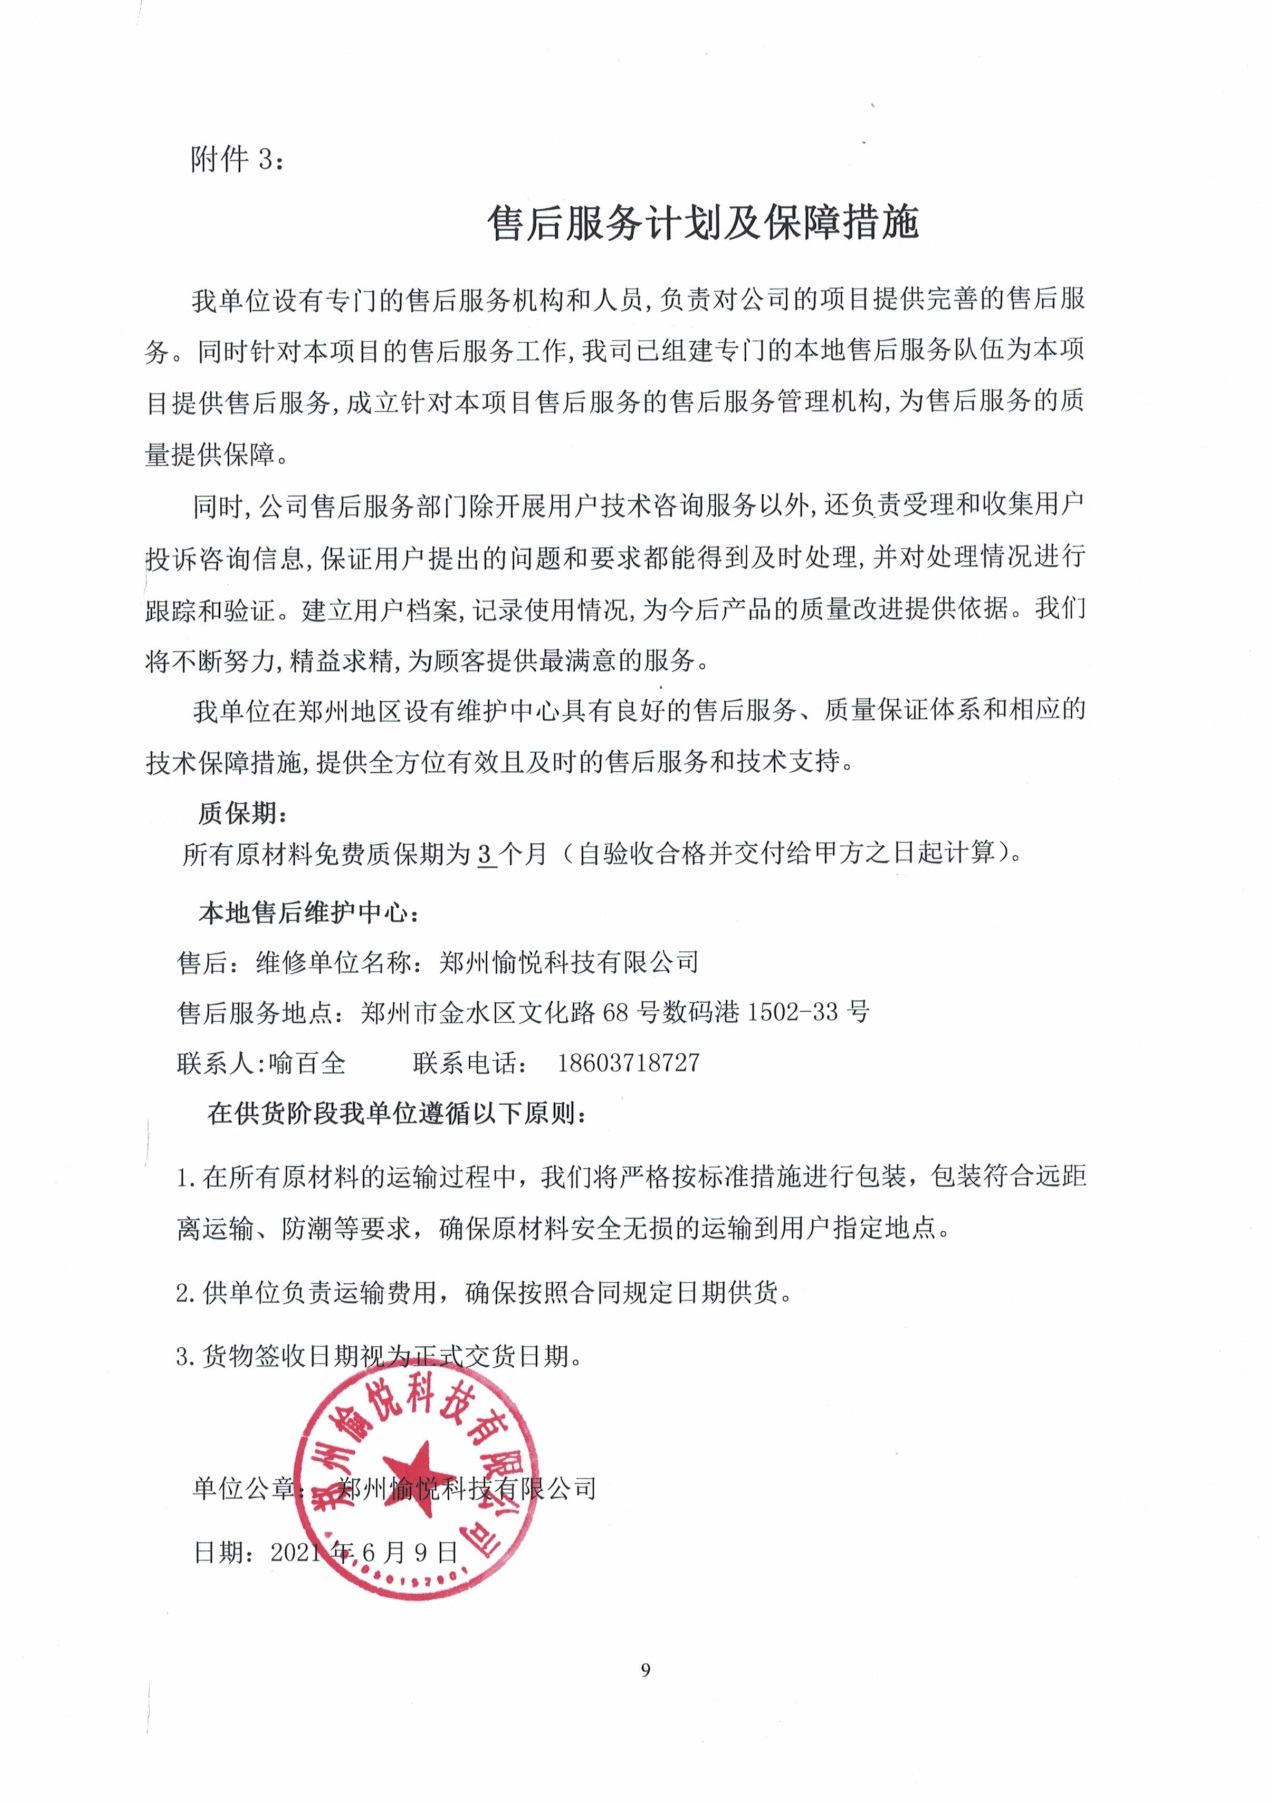 附件 3：
售后服务计划及保障措施
我单位设有专门的售后服务机构和人员,负责对公司的项目提供完善的售后服
务。同时针对本项目的售后服务工作,我司已组建专门的本地售后服务队伍为本项
目提供售后服务,成立针对本项目售后服务的售后服务管理机构,为售后服务的质
量提供保障。
同时,公司售后服务部门除开展用户技术咨询服务以外,还负责受理和收集用户
投诉咨询信息,保证用户提出的问题和要求都能得到及时处理,并对处理情况进行
跟踪和验证。建立用户档案,记录使用情况,为今后产品的质量改进提供依据。我们
将不断努力,精益求精,为顾客提供最满意的服务。
我单位在郑州地区设有维护中心具有良好的售后服务、质量保证体系和相应的
技术保障措施,提供全方位有效且及时的售后服务和技术支持。
质保期：
所有原材料免费质保期为 3 个月（自验收合格并交付给甲方之日起计算）。
本地售后维护中心：
售后：维修单位名称：郑州愉悦科技有限公司
售后服务地点：郑州市金水区文化路 68 号数码港 1502-33 号
联系人:喻百全 联系电话： 18603718727
在供货阶段我单位遵循以下原则：
1.在所有原材料的运输过程中，我们将严格按标准措施进行包装，包装符合远距
离运输、防潮等要求，确保原材料安全无损的运输到用户指定地点。
2.供单位负责运输费用，确保按照合同规定日期供货。
3.货物签收日期视为正式交货日期。
郑州愉悦科技有限公司
单位公章： 郑州愉悦科技有限公司
日期：2021 年 6 月 9 日
9